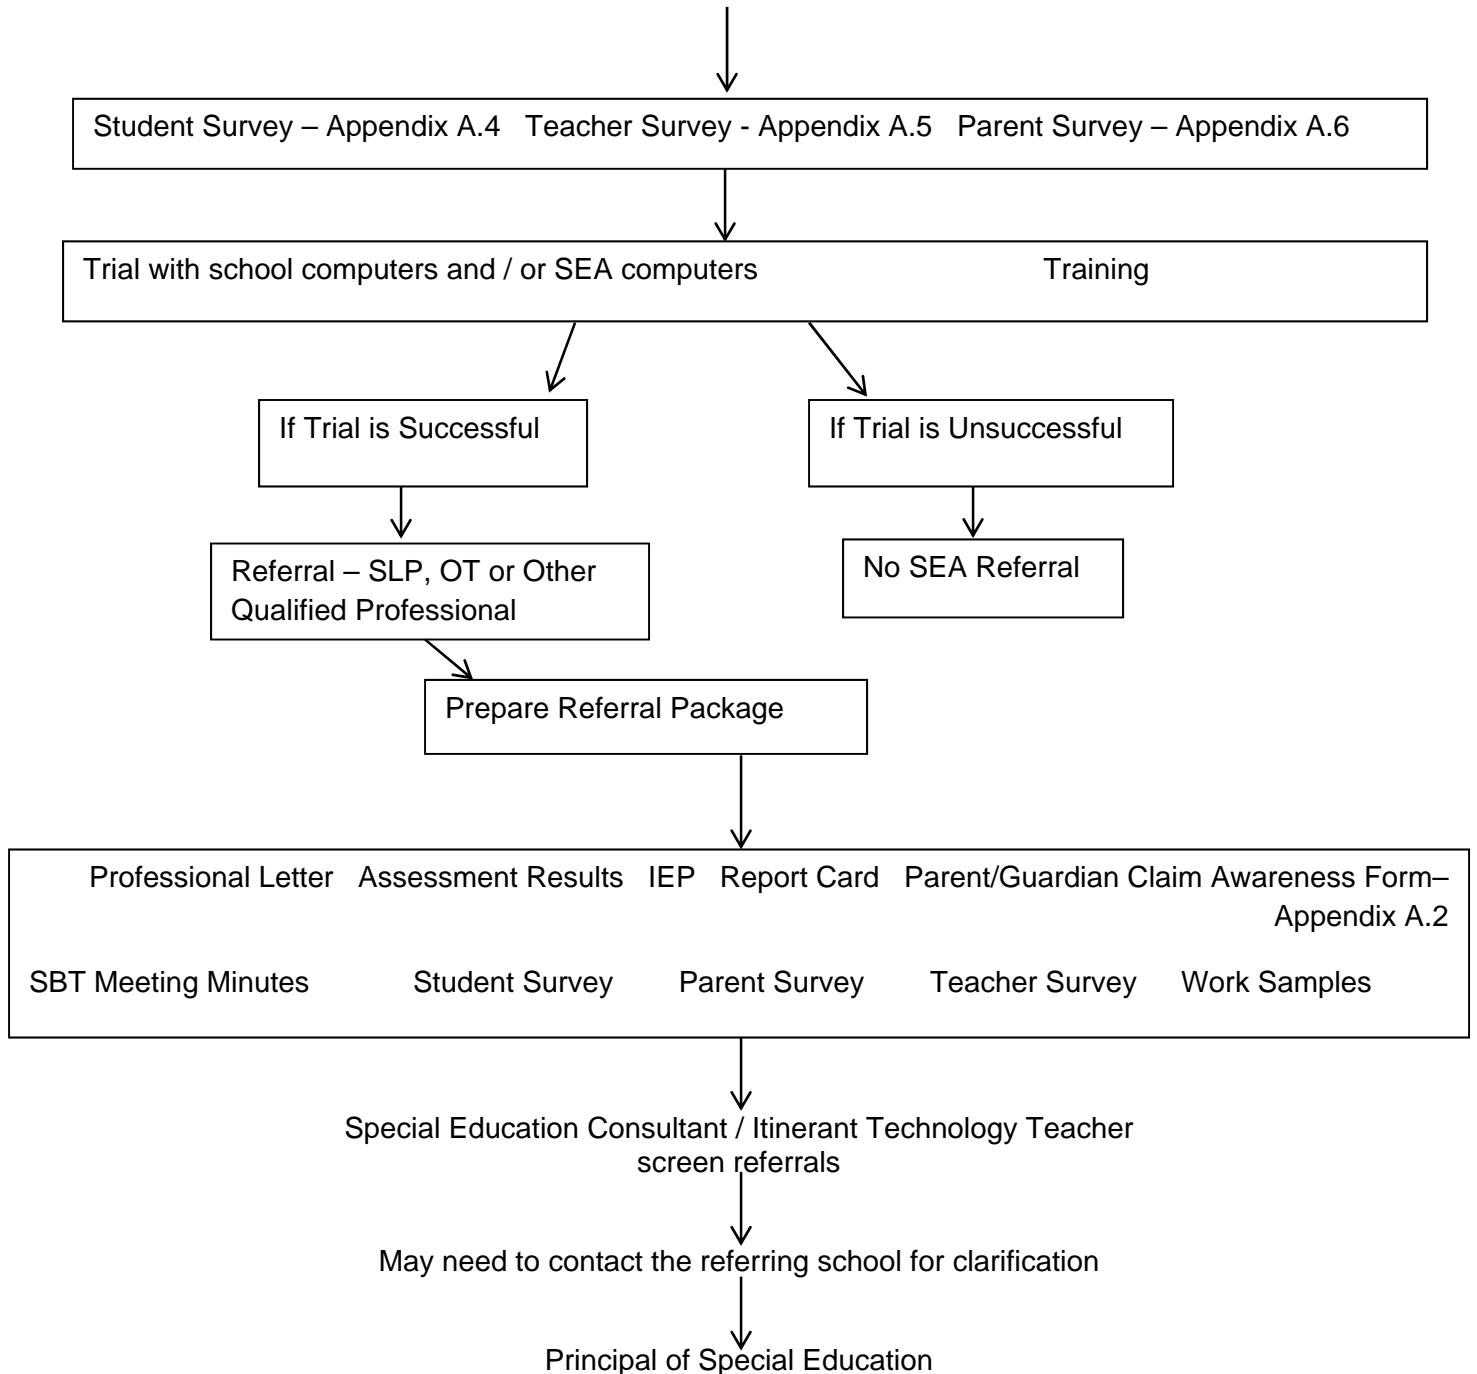 Student Survey – Appendix A.4 Teacher Survey - Appendix A.5 Parent Survey – Appendix A.6
Trial with school computers and / or SEA computers Training
If Trial is Successful
If Trial is Unsuccessful
Referral – SLP, OT or Other
Qualified Professional
No SEA Referral
Prepare Referral Package
Professional Letter Assessment Results IEP Report Card Parent/Guardian Claim Awareness Form–
Appendix A.2
SBT Meeting Minutes Student Survey Parent Survey Teacher Survey Work Samples
Special Education Consultant / Itinerant Technology Teacher
screen referrals
May need to contact the referring school for clarification
Principal of Special Education